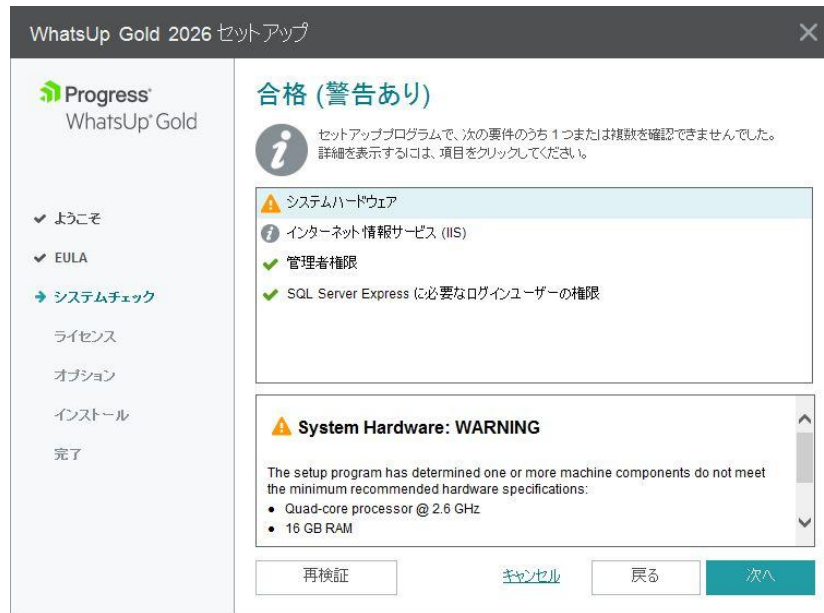 WhatsUp Gold 2026 セットアップ
Progress®
WhatsUp® Gold
ようこそ
EULA
システムチェック
ライセンス
オプション
インストール
完了
合格 (警告あり)
セットアッププログラムで、次の要件のうち 1 つまたは複数を確認できませんでした。
詳細を表示するには、項目をクリックしてください。
システムハードウェア
インターネット情報サービス (IIS)
管理者権限
SQL Server Express に必要なログインユーザーの権限
System Hardware: WARNING
The setup program has determined one or more machine components do not meet
the minimum recommended hardware specifications:
• Quad-core processor @ 2.6 GHz
• 16 GB RAM
再検証
キャンセル
戻る
次へ